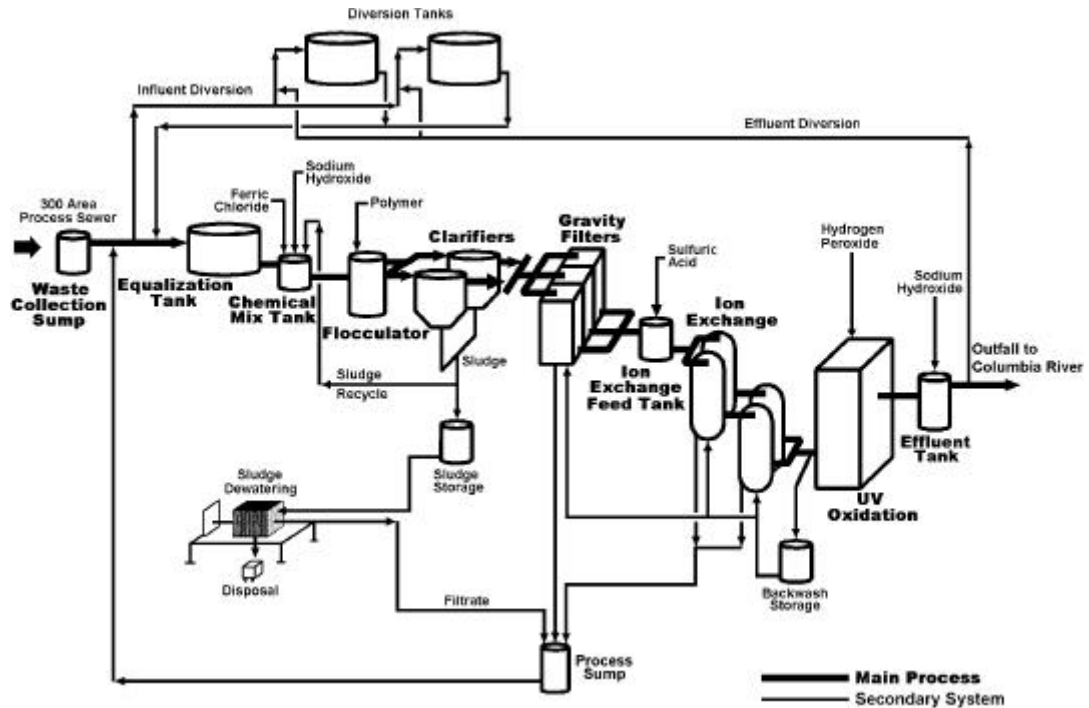 Diversion Tanks
Influent Diversion
Effluent Diversion
300 Area
Process Sewer
Ferric
Chloride
Sodium
Hydroxide
Polymer
Clarifiers
Gravity
Filters
Sulfuric
Acid
Hydrogen
Peroxide
Sodium
Hydroxide
Waste
Collection
Sump
Equalization
Tank
Chemical
Mix Tank
Flocculator
Sludge
Sludge
Recycle
Ion
Exchange
Ion
Exchange
Feed Tank
Outfall to
Columbia River
Effluent
Tank
UV
Oxidation
Sludge
Storage
Sludge
Dewatering
Disposal
Backwash
Storage
Filtrate
Process
Sump
Main Process
Secondary System